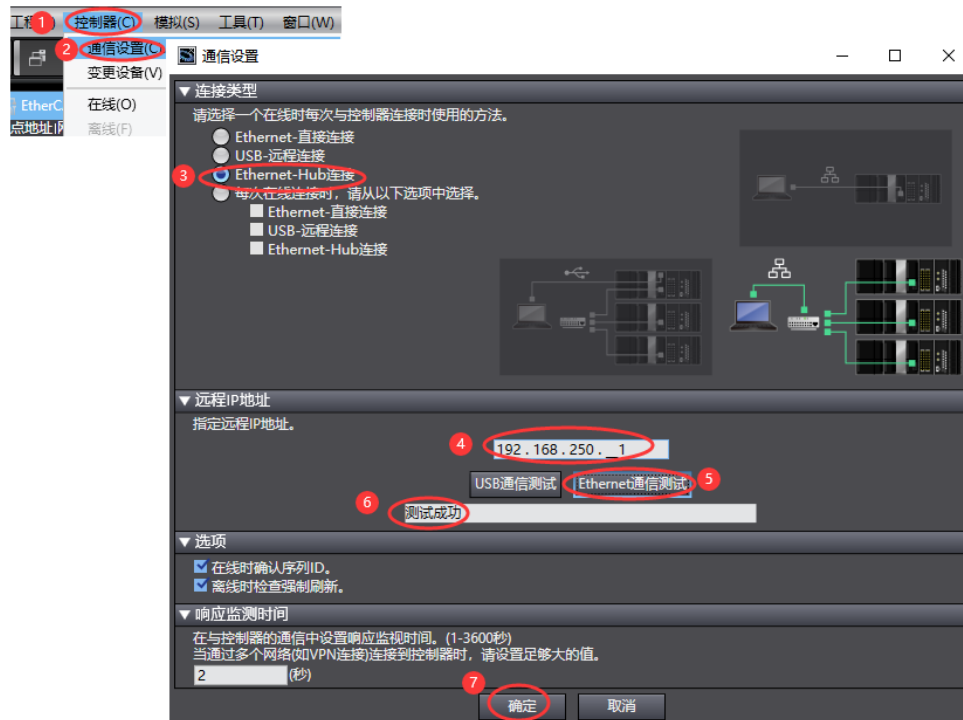 工程 1 控制器(C) 模拟(S) 工具(T) 窗口(W)
2 通信设置(C)
变更设备(V)
EtherC
在线(O)
点地址
离线(F)
通信设置
▼ 连接类型
请选择一个在线时每次与控制器连接时使用的方法。
Ethernet-直接连接
USB-远程连接
3 Ethernet-Hub连接
每次在线连接时，请从以下选项中选择。
Ethernet-直接连接
USB-远程连接
Ethernet-Hub连接
▼ 远程IP地址
指定远程IP地址。
4 192 . 168 . 250 . __1
USB通信测试 Ethernet通信测试 5
6 测试成功
▼ 选项
在线时确认序列ID。
离线时检查强制刷新。
▼ 响应监测时间
在与控制器的通信中设置响应监视时间。(1-3600秒)
当通过多个网络(如VPN连接)连接到控制器时，请设置足够大的值。
2 (秒)
7 确定 取消